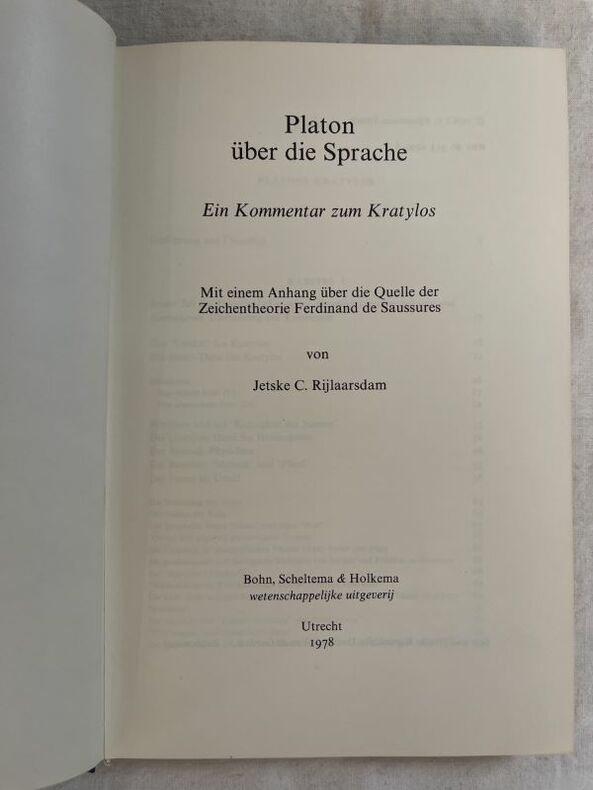 Platon
über die Sprache
Ein Kommentar zum Kratylos
Mit einem Anhang über die Quelle der
Zeichentheorie Ferdinand de Saussures
von
Jetske C. Rijlaarsdam
Bohn, Scheltema & Holkema
wetenschappelijke uitgeverij
Utrecht
1978